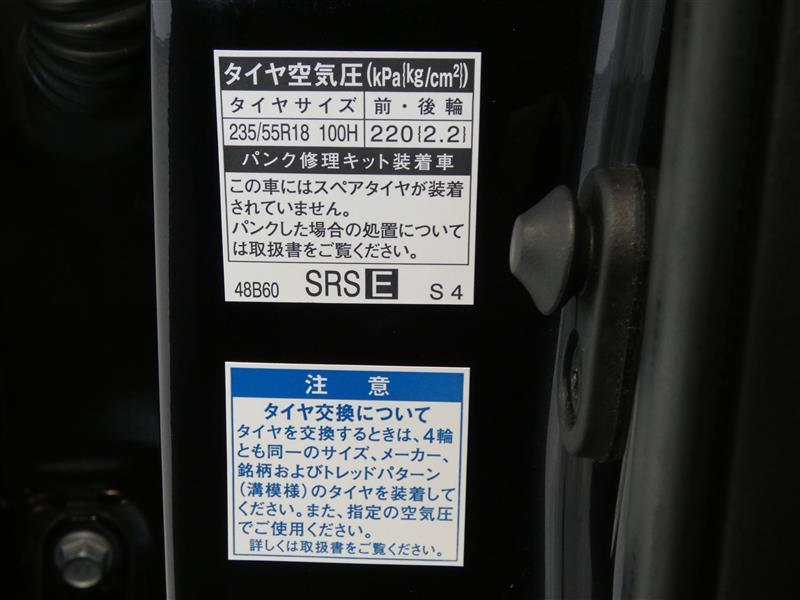 タイヤ空気圧(kPa{kg/cm²})
タイヤサイズ 前・後輪
235/55R18 100H 220{2.2}
パンク修理キット装着車
この車にはスペアタイヤが装着
されていません。
パンクした場合の処置について
は取扱書をご覧ください。
48B60 SRS E S 4
注 意
タイヤ交換について
タイヤを交換するときは、4輪
とも同一のサイズ、メーカー、
銘柄およびトレッドパターン
(溝模様)のタイヤを装着して
ください。また、指定の空気圧
でご使用ください。
詳しくは取扱書をご覧ください。